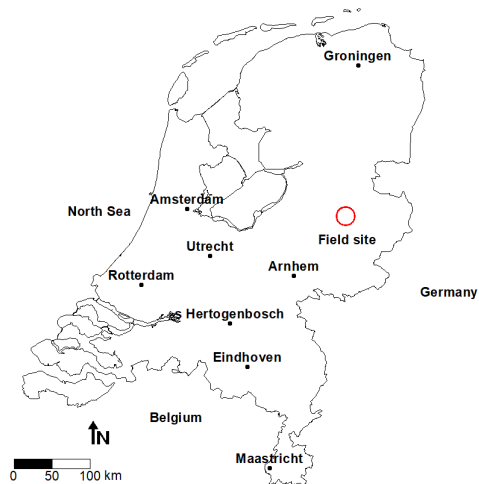 Groningen
Amsterdam
North Sea
Field site
Utrecht
Arnhem
Rotterdam
Germany
s Hertogenbosch
Eindhoven
Belgium
N
Maastricht
0 50 100 km